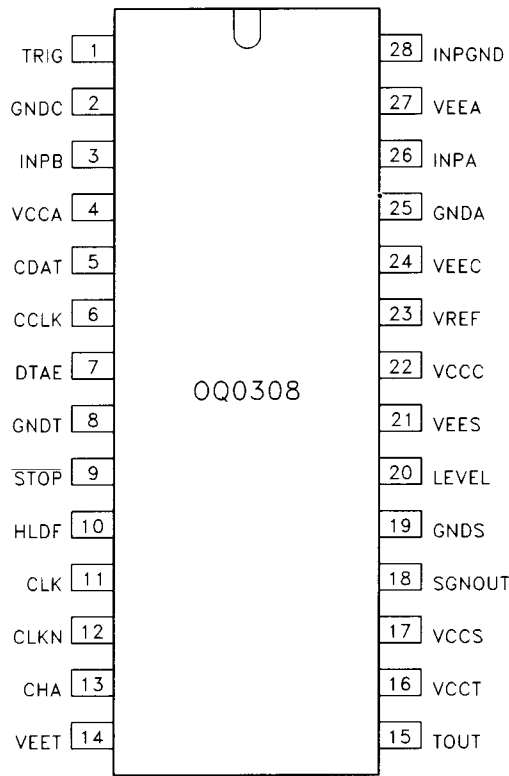 TRIG 1 28 INPGND
GNDC 2 27 VEEA
INPB 3 26 INPA
VCCA 4 25 GNDA
CDAT 5 24 VEEC
CCLK 6 23 VREF
DTAE 7 22 VCCC
OQ0308
GNDT 8 21 VEES
STOP 9 20 LEVEL
HLDF 10 19 GNDS
CLK 11 18 SGNOUT
CLKN 12 17 VCCS
CHA 13 16 VCCT
VEET 14 15 TOUT